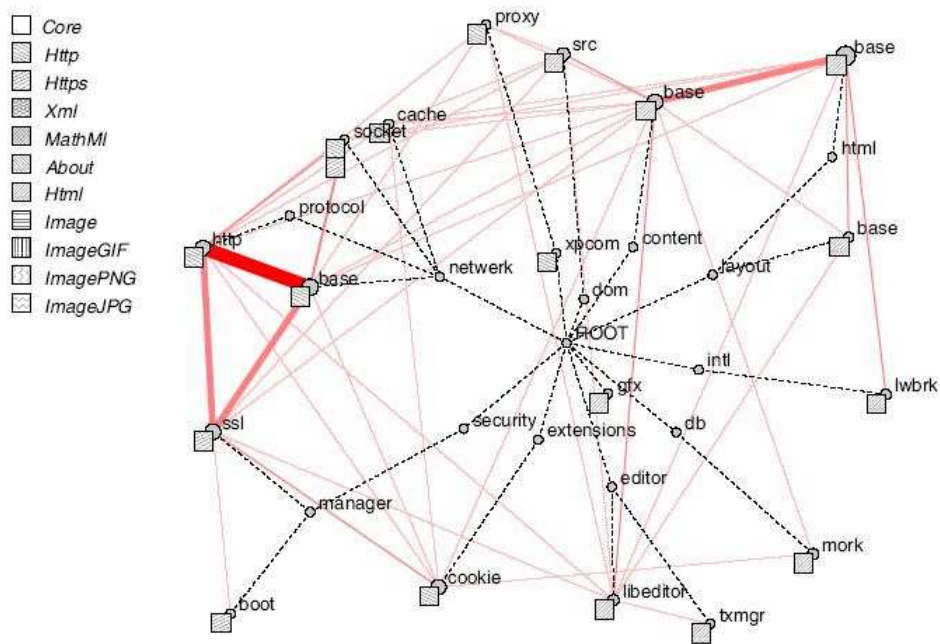 Core
Http
Https
Xml
MathMl
About
Html
Image
ImageGIF
ImagePNG
ImageJPG
proxy
src
base
base
cache
socket
html
protocol
http
xpcom
content
base
netwerk
layout
base
dom
ROOT
intl
gfx
lwbrk
ssl
security
extensions
db
editor
manager
mork
cookie
libeditor
boot
txmgr